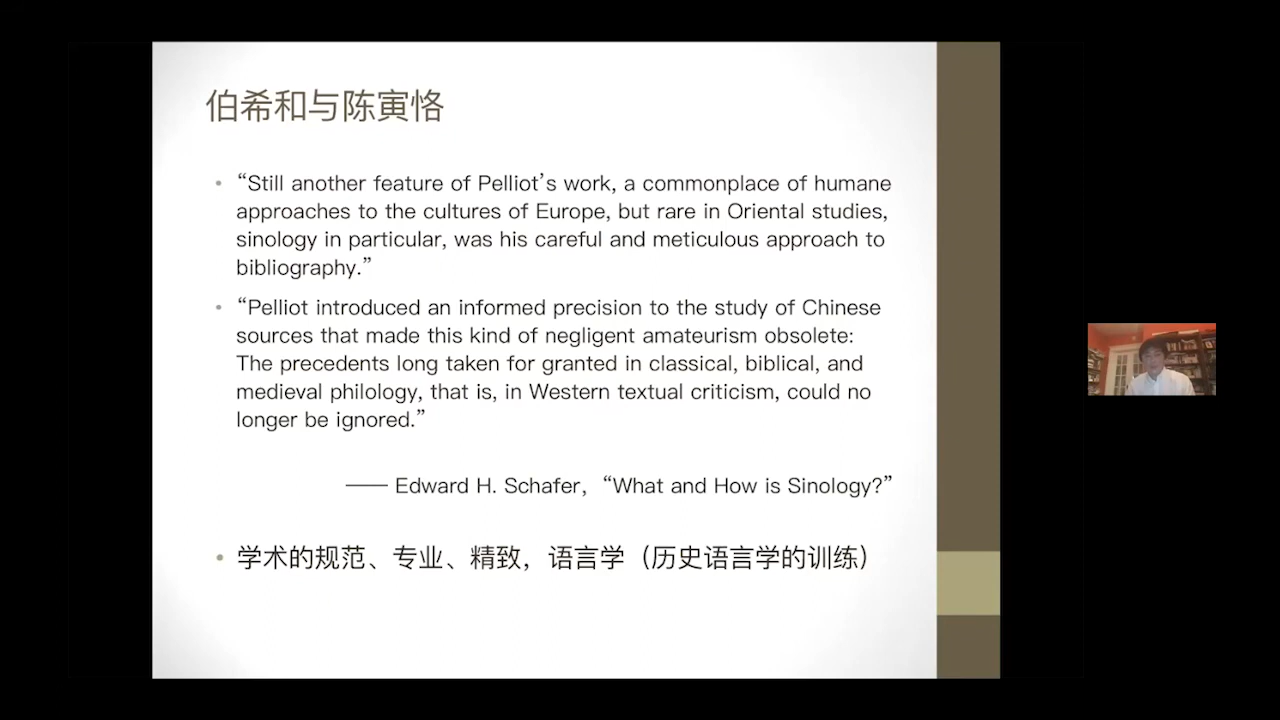 伯希和与陈寅恪
• “Still another feature of Pelliot’s work, a commonplace of humane
approaches to the cultures of Europe, but rare in Oriental studies,
sinology in particular, was his careful and meticulous approach to
bibliography.”
• “Pelliot introduced an informed precision to the study of Chinese
sources that made this kind of negligent amateurism obsolete:
The precedents long taken for granted in classical, biblical, and
medieval philology, that is, in Western textual criticism, could no
longer be ignored.”
—— Edward H. Schafer，“What and How is Sinology?”
• 学术的规范、专业、精致，语言学（历史语言学的训练）